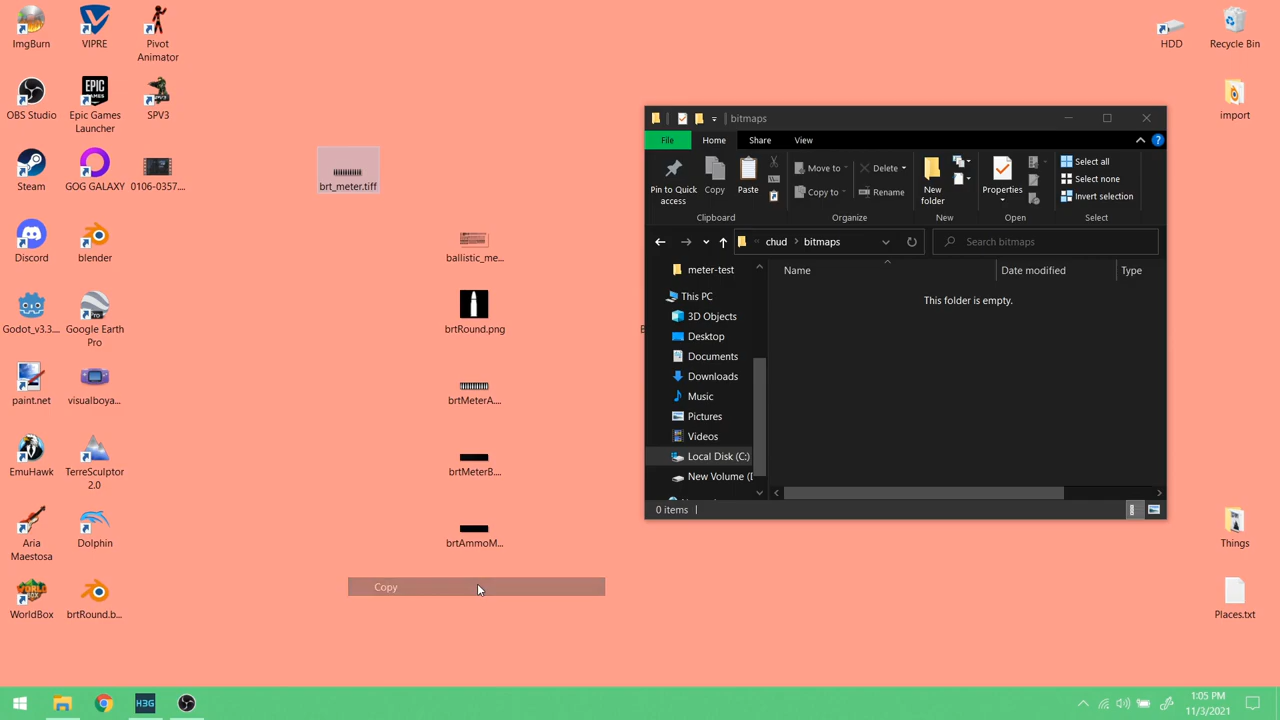 ImgBurn
VIPRE
Pivot
Animator
HDD
Recycle Bin
OBS Studio
Epic Games
Launcher
SPV3
import
Steam
GOG GALAXY
0106-0357....
brt_meter.tiff
Discord
blender
ballistic_me...
Godot_v3.3....
Google Earth
Pro
brtRound.png
paint.net
visualboya...
brtMeterA....
EmuHawk
TerreSculptor
2.0
brtMeterB....
Aria
Maestosa
Dolphin
brtAmmoM...
Things
WorldBox
brtRound.b...
Copy
Places.txt
bitmaps
File
Home
Share
View
Pin to Quick
access
Copy
Paste
Clipboard
Move to
Copy to
Delete
Rename
Organize
New
folder
New
Properties
Open
Select all
Select none
Invert selection
Select
chud
bitmaps
Search bitmaps
meter-test
This PC
3D Objects
Desktop
Documents
Downloads
Music
Pictures
Videos
Local Disk (C:)
New Volume (
Name
Date modified
Type
This folder is empty.
0 items
H3G
1:05 PM
11/3/2021